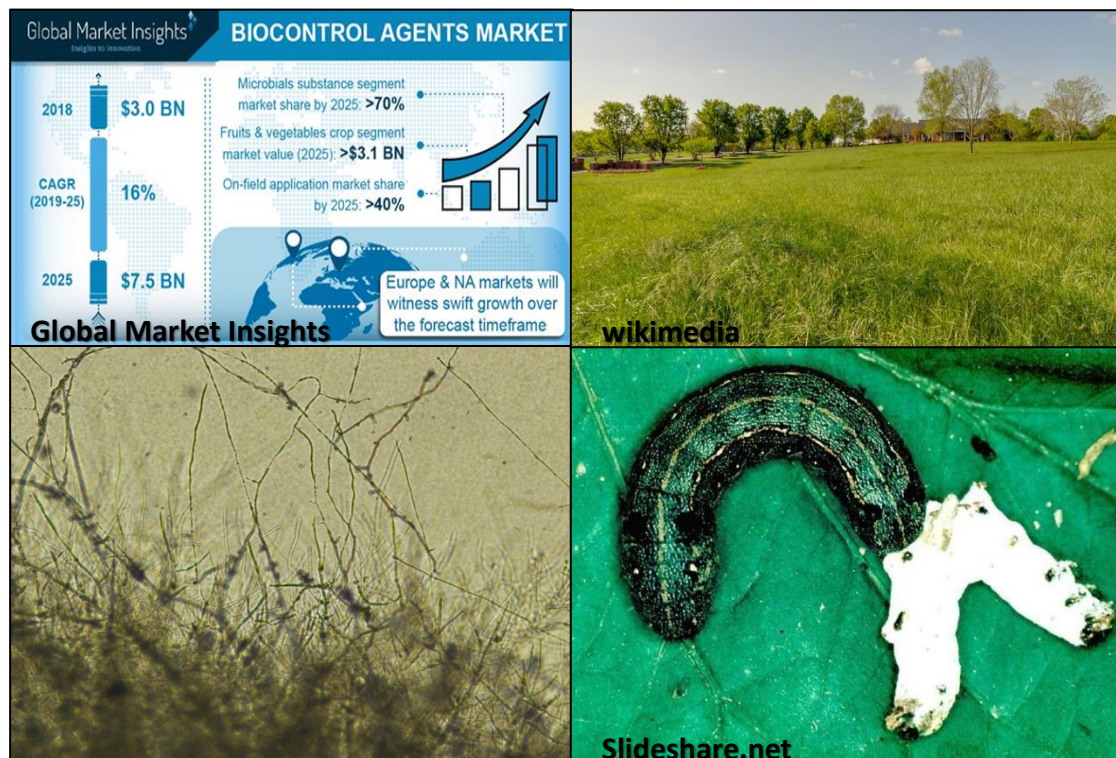 Global Market Insights
Insights to Innovation
BIOCONTROL AGENTS MARKET
2018
$3.0 BN
CAGR
(2019-25)
16%
2025
$7.5 BN
Microbials substance segment
market share by 2025: >70%
Fruits & vegetables crop segment
market value (2025): >$3.1 BN
On-field application market share
by 2025: >40%
Europe & NA markets will
witness swift growth over
the forecast timeframe
Global Market Insights
wikimedia
Slideshare.net